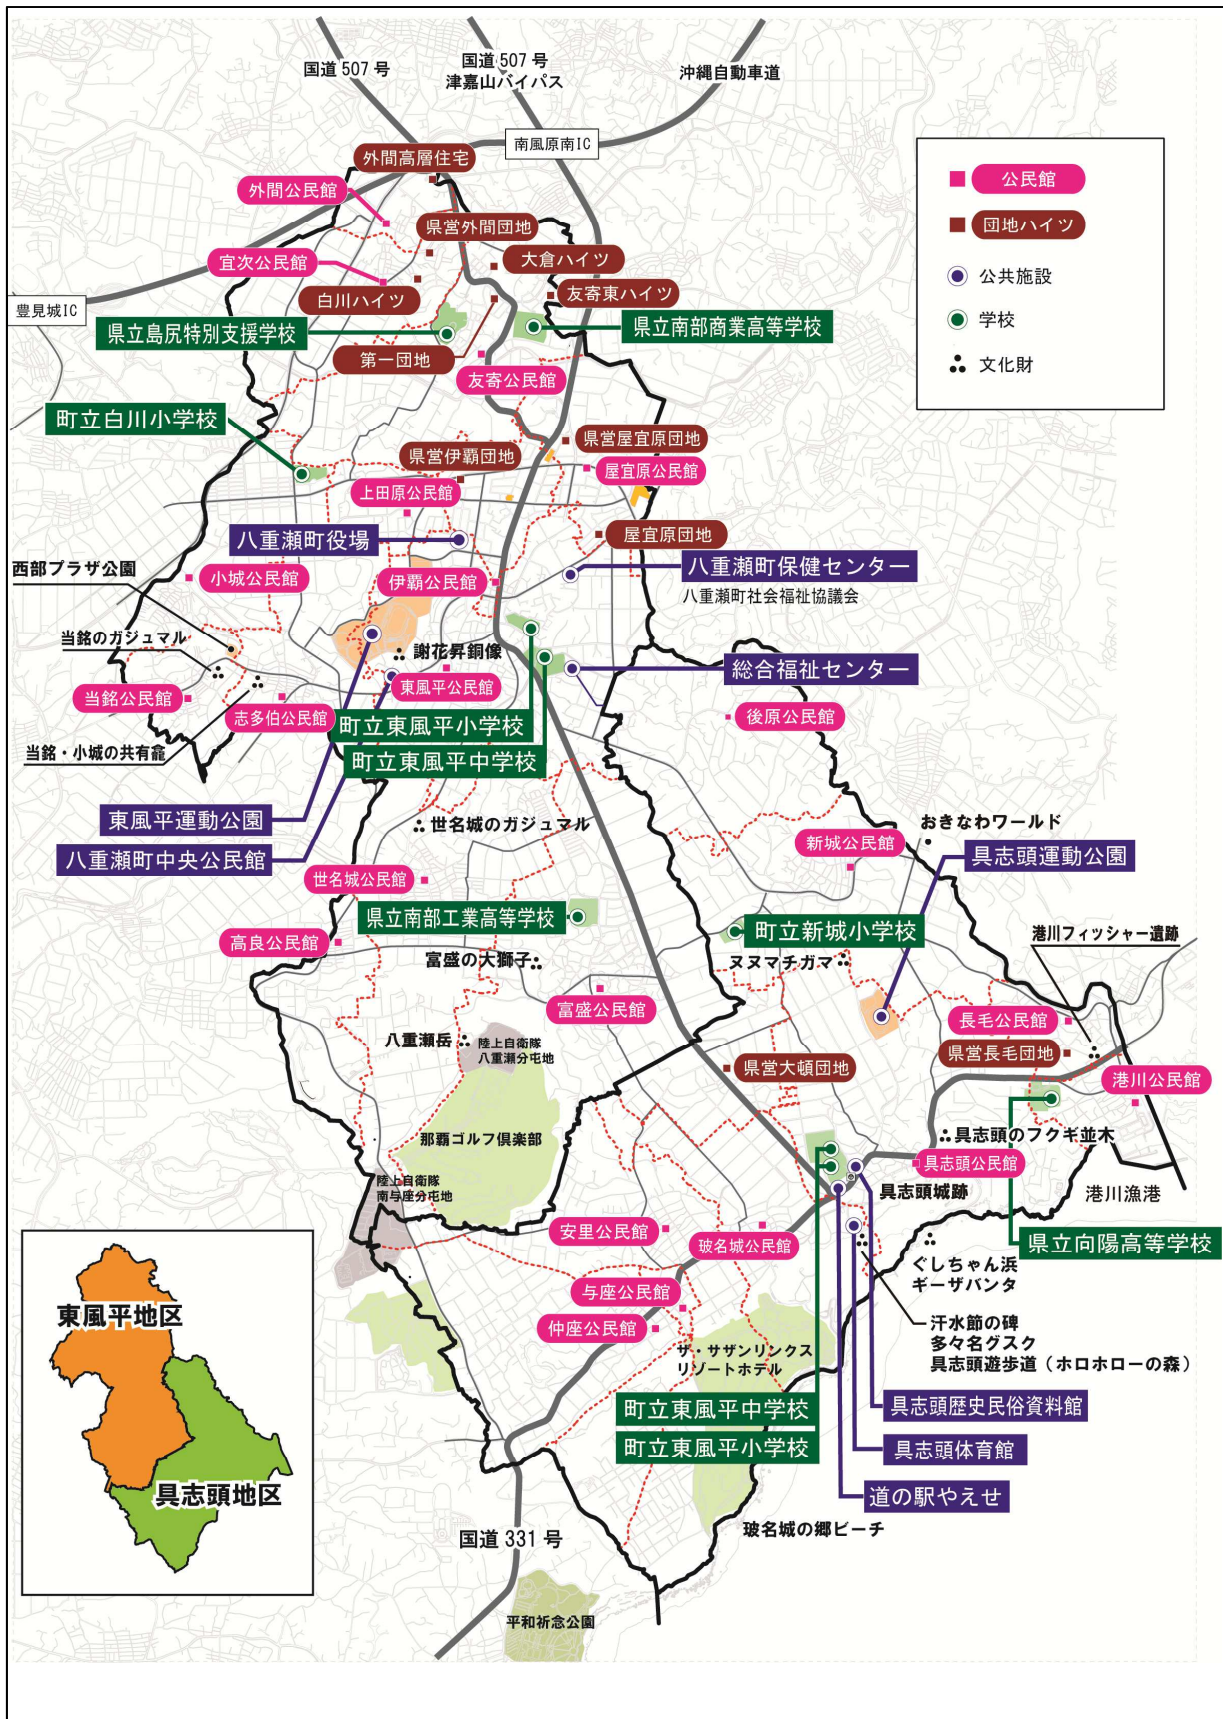 国道 507 号
国道 507 号
津嘉山バイパス
沖縄自動車道
南風原南IC
外間高層住宅
外間公民館
県営外間団地
宜次公民館
大倉ハイツ
白川ハイツ
友寄東ハイツ
豊見城IC
県立島尻特別支援学校
県立南部商業高等学校
第一団地
友寄公民館
公民館
団地ハイツ
公共施設
学校
文化財
町立白川小学校
県営屋宜原団地
県営伊覇団地
屋宜原公民館
上田原公民館
八重瀬町役場
屋宜原団地
西部プラザ公園
小城公民館
伊覇公民館
八重瀬町保健センター
八重瀬町社会福祉協議会
当銘のガジュマル
謝花昇銅像
総合福祉センター
当銘公民館
志多伯公民館
東風平公民館
後原公民館
町立東風平小学校
当銘・小城の共有龕
町立東風平中学校
東風平運動公園
世名城のガジュマル
おきなわワールド
八重瀬町中央公民館
新城公民館
具志頭運動公園
世名城公民館
県立南部工業高等学校
町立新城小学校
高良公民館
港川フィッシャー遺跡
富盛の大獅子
ヌヌマチガマ
富盛公民館
長毛公民館
八重瀬岳
陸上自衛隊
八重瀬分屯地
県営大頓団地
県営長毛団地
港川公民館
那覇ゴルフ倶楽部
具志頭のフクギ並木
具志頭公民館
陸上自衛隊
南与座分屯地
具志頭城跡
港川漁港
安里公民館
玻名城公民館
県立向陽高等学校
ぐしちゃん浜
ギーザバンタ
与座公民館
仲座公民館
汗水節の碑
多々名グスク
具志頭遊歩道（ホロホローの森）
ザ・サザンリンクス
リゾートホテル
町立東風平中学校
具志頭歴史民俗資料館
町立東風平小学校
具志頭体育館
道の駅やえせ
玻名城の郷ビーチ
東風平地区
具志頭地区
国道 331 号
平和祈念公園